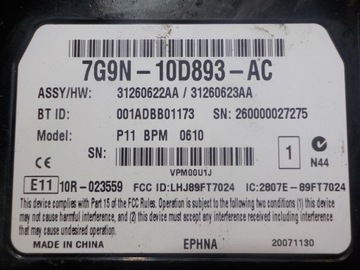 7G9N-10D893-AC
ASSY/HW: 31260622AA / 31260623AA
BT ID: 001ADBB01173 SN: 260000027275
Model: P11 BPM 0610
SN:
1
N44
VPM00U1J
CE
E11 10R-023559 FCC ID:LHJ89FT7024 IC:2807E-89FT7024
This device complies with Part 15 of the FCC Rules. Operation is subject to the following
two conditions: (1) this device may not cause harmful interference, and
(2) this device must accept any interference received, including interference
that may cause undesired operation.
MADE IN CHINA EPHNA 20071130